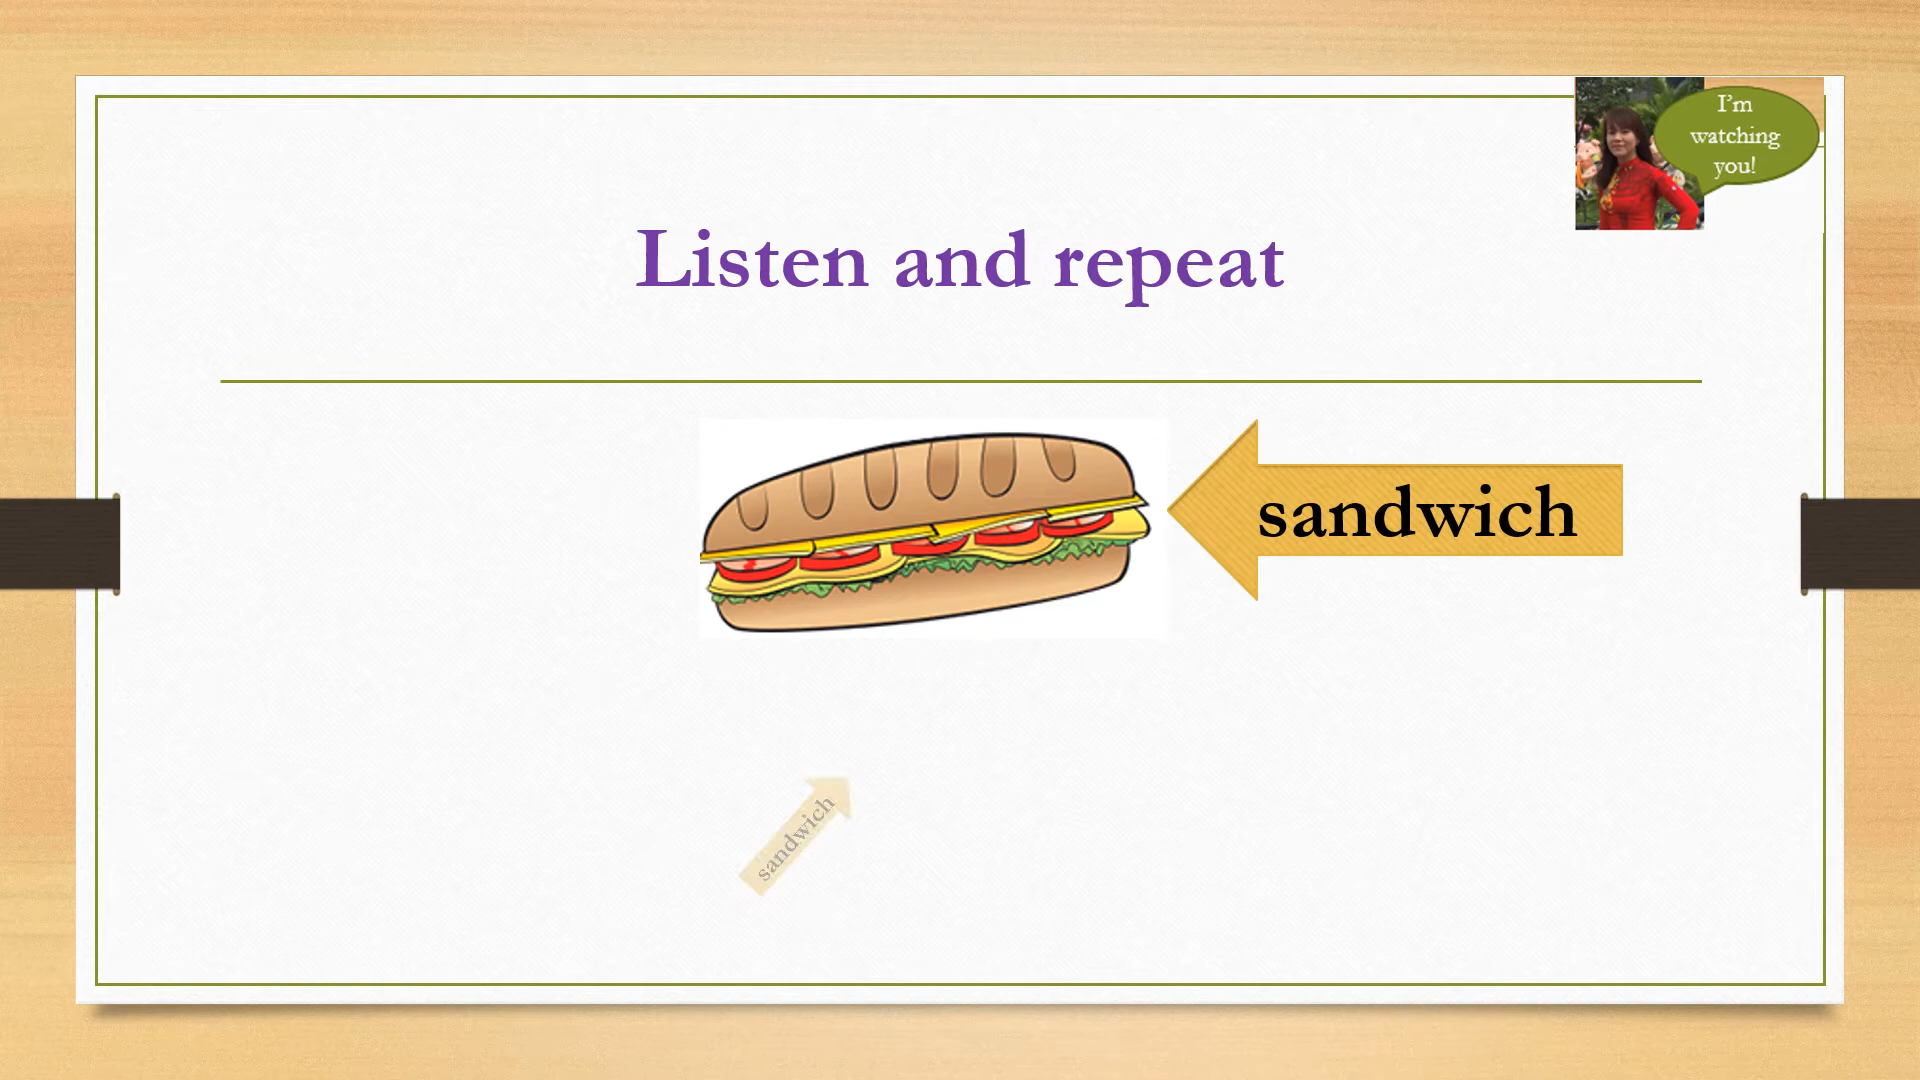 I'm
watching
you!
Listen and repeat
sandwich
sandwich